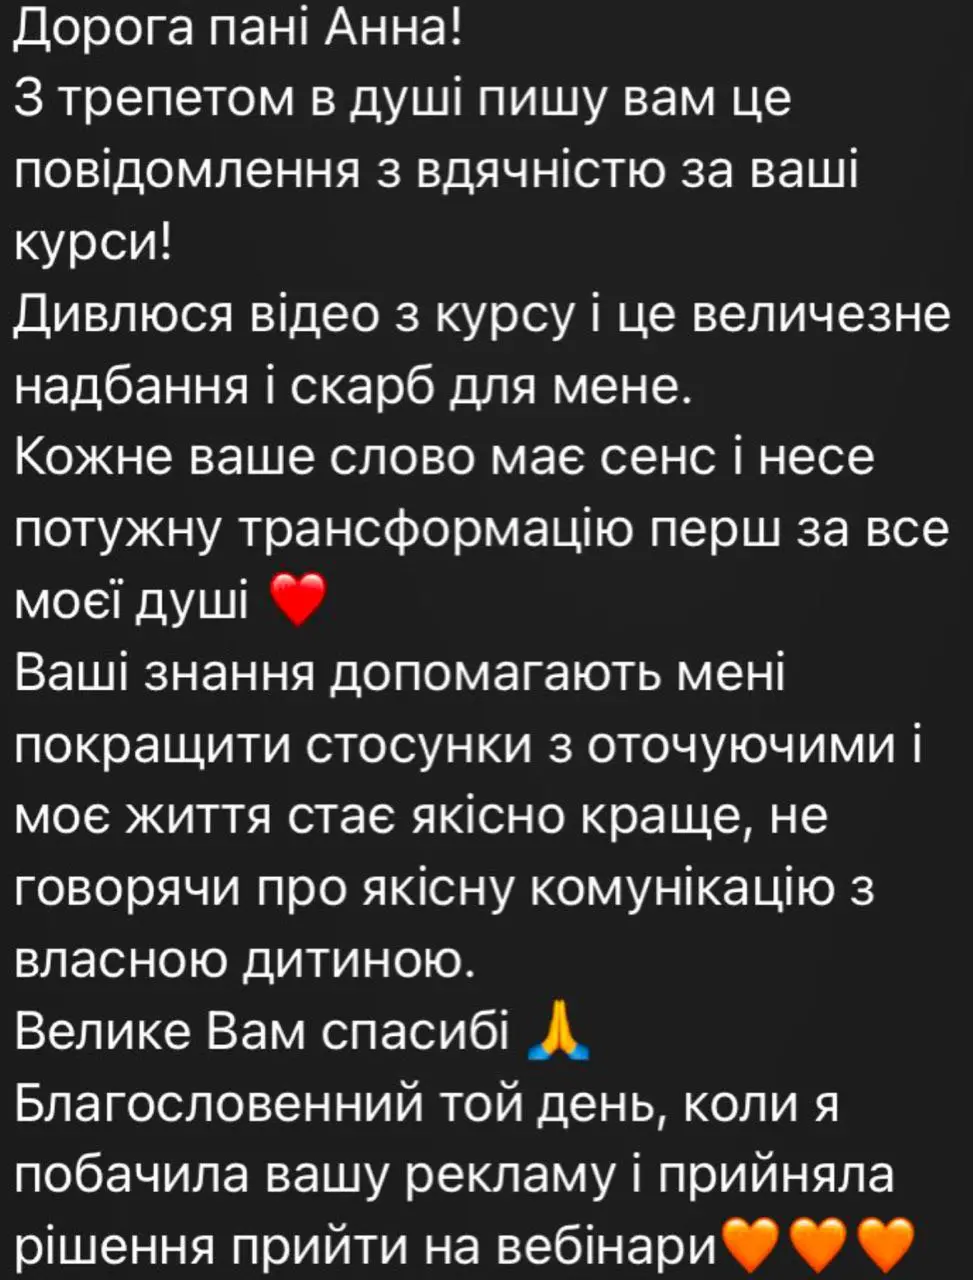 Дорога пані Анна!
З трепетом в душі пишу вам це
повідомлення з вдячністю за ваші
курси!
Дивлюся відео з курсу і це величезне
надбання і скарб для мене.
Кожне ваше слово має сенс і несе
потужну трансформацію перш за все
моєї душі ❤️
Ваші знання допомагають мені
покращити стосунки з оточуючими і
моє життя стає якісно краще, не
говорячи про якісну комунікацію з
власною дитиною.
Велике Вам спасибі 🙏
Благословенний той день, коли я
побачила вашу рекламу і прийняла
рішення прийти на вебінари🧡🧡🧡